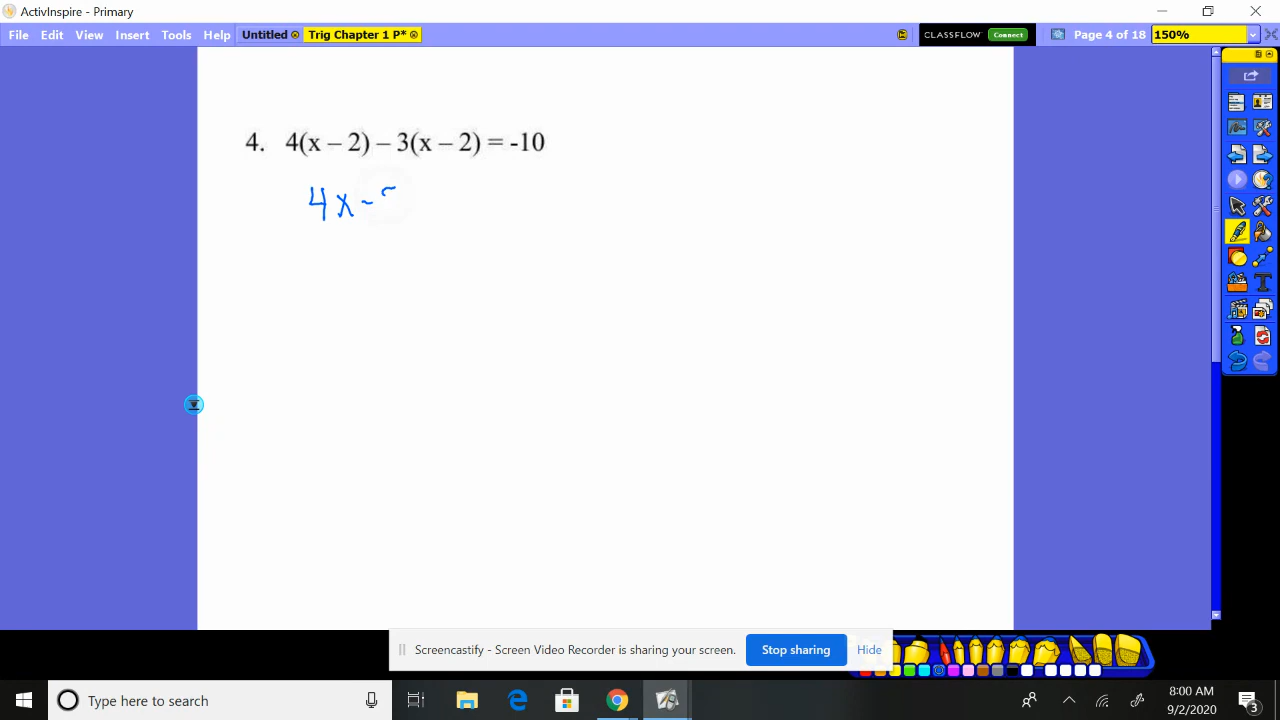 ActivInspire - Primary
File Edit View Insert Tools Help Untitled Trig Chapter 1 P* CLASSFLOW Connect Page 4 of 18 150%
4. 4(x – 2) – 3(x – 2) = -10
4x -
Screencastify - Screen Video Recorder is sharing your screen. Stop sharing Hide
Type here to search
8:00 AM
9/2/2020
3